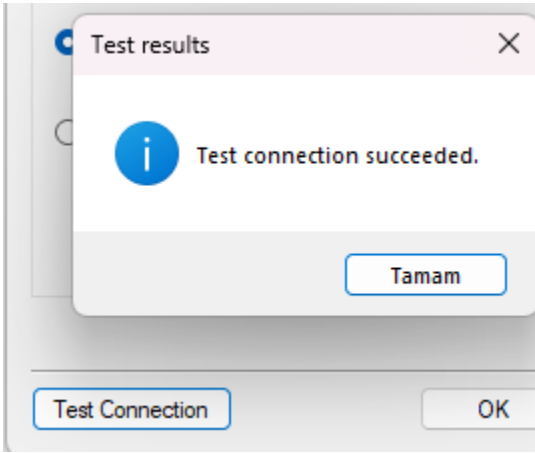 Test results
Test connection succeeded.
Tamam
Test Connection
OK